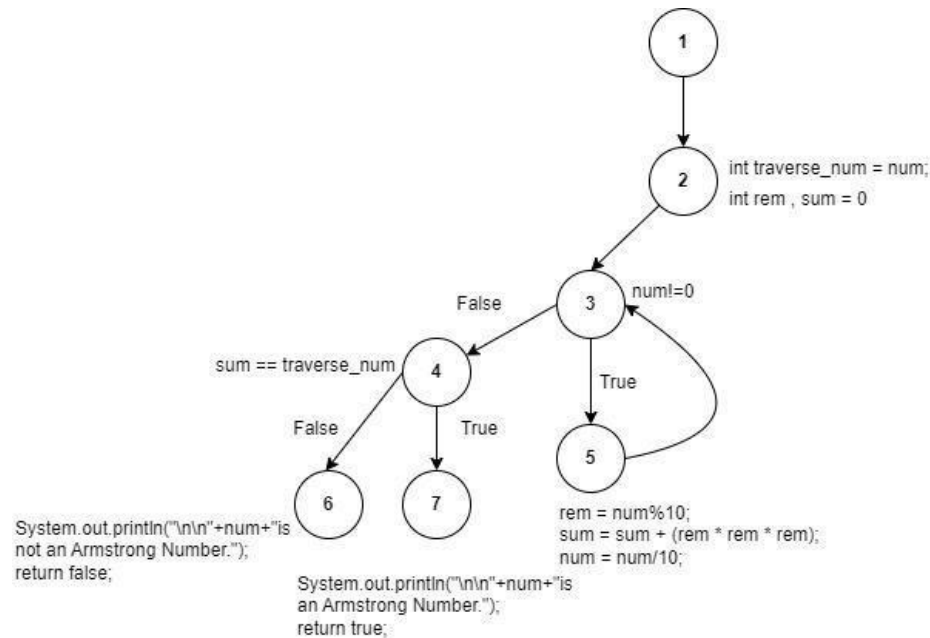 1
2
int traverse_num = num;
int rem , sum = 0
3
num!=0
False
sum == traverse_num
4
True
5
False
True
6
7
rem = num%10;
sum = sum + (rem * rem * rem);
num = num/10;
System.out.println("\n\n"+num+"is
not an Armstrong Number.");
return false;
System.out.println("\n\n"+num+"is
an Armstrong Number.");
return true;